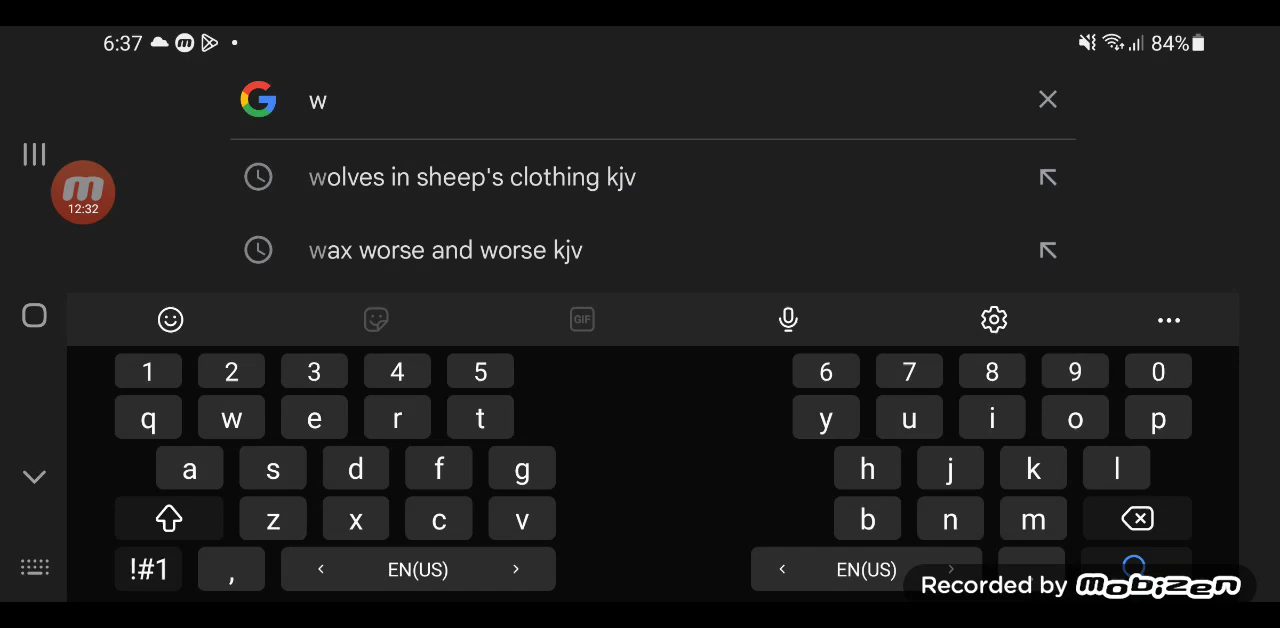 6:37 84%
w
12:32
wolves in sheep's clothing kjv
wax worse and worse kjv
GIF
1 2 3 4 5 6 7 8 9 0
q w e r t y u i o p
a s d f g h j k l
z x c v b n m
!#1 , < EN(US) > < EN(US) >
Recorded by mobizen